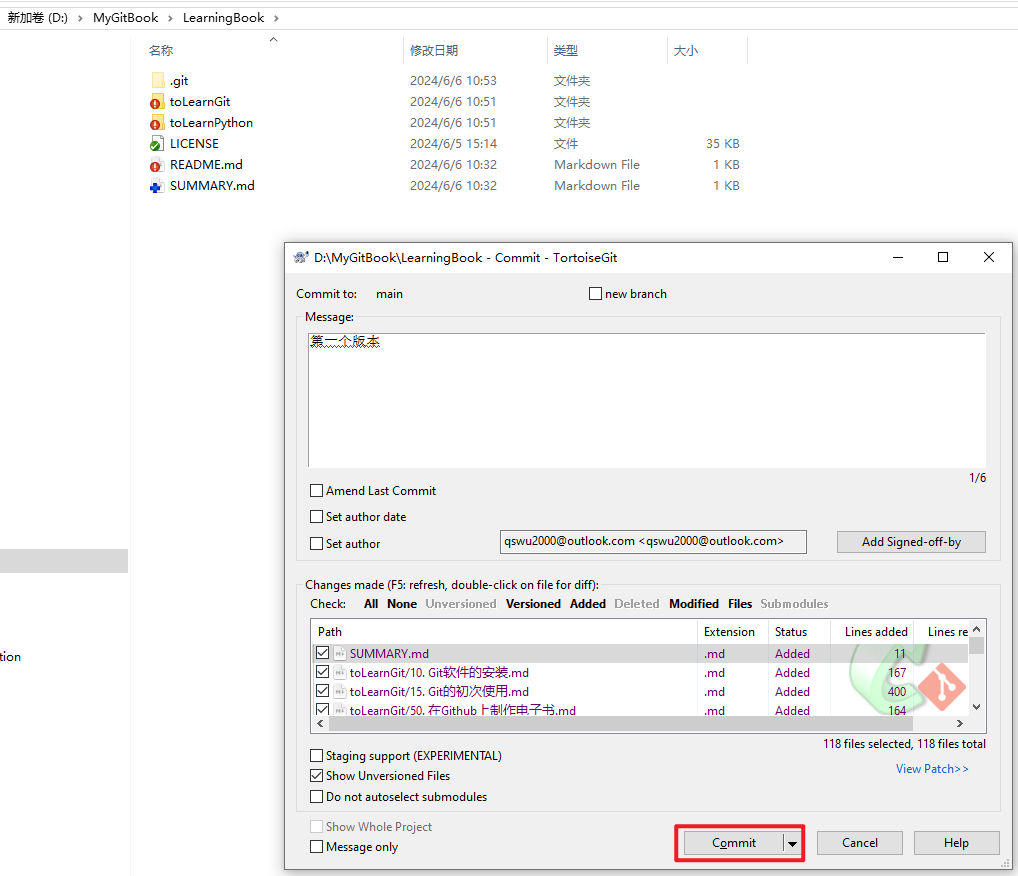 新加卷 (D:) › MyGitBook › LearningBook ›
名称 修改日期 类型 大小
.git 2024/6/6 10:53 文件夹
toLearnGit 2024/6/6 10:51 文件夹
toLearnPython 2024/6/6 10:51 文件夹
LICENSE 2024/6/5 15:14 文件 35 KB
README.md 2024/6/6 10:32 Markdown File 1 KB
SUMMARY.md 2024/6/6 10:32 Markdown File 1 KB
D:\MyGitBook\LearningBook - Commit - TortoiseGit
Commit to: main new branch
Message:
第一个版本
1/6
Amend Last Commit
Set author date
Set author qswu2000@outlook.com <qswu2000@outlook.com> Add Signed-off-by
Changes made (F5: refresh, double-click on file for diff):
Check: All None Unversioned Versioned Added Deleted Modified Files Submodules
Path Extension Status Lines added Lines re
SUMMARY.md .md Added 11
toLearnGit/10. Git软件的安装.md .md Added 167
toLearnGit/15. Git的初次使用.md .md Added 400
toLearnGit/50. 在Github上制作电子书.md .md Added 164
118 files selected, 118 files total
tion
Staging support (EXPERIMENTAL)
Show Unversioned Files
View Patch>>
Do not autoselect submodules
Show Whole Project
Message only
Commit Cancel Help